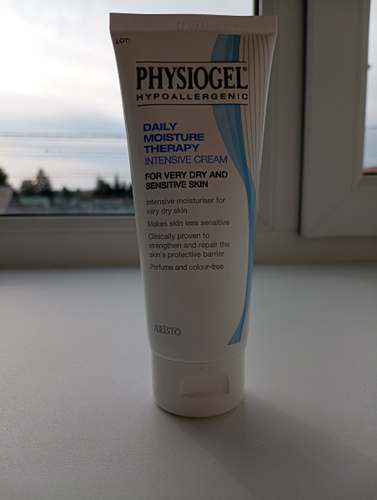 LOT:
PHYSIOGEL®
HYPOALLERGENIC
DAILY
MOISTURE
THERAPY
INTENSIVE CREAM
FOR VERY DRY AND
SENSITIVE SKIN
Intensive moisturiser for
very dry skin
Makes skin less sensitive
Clinically proven to
strengthen and repair the
skin's protective barrier
Perfume and colour-free
ARISTO